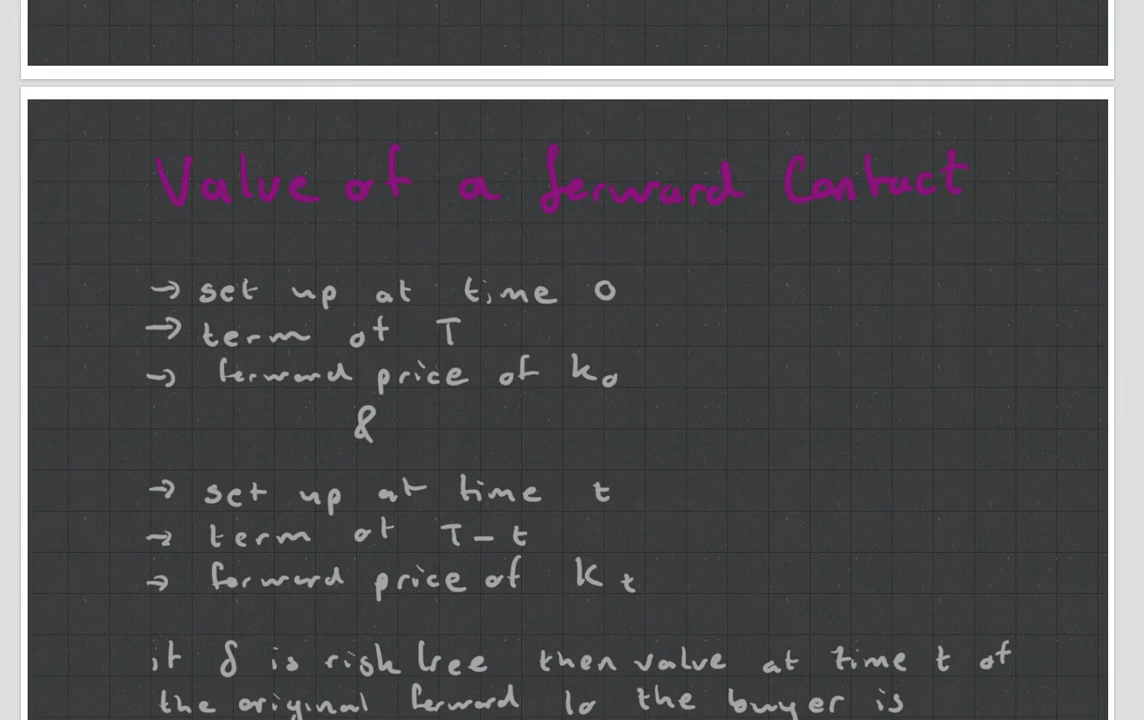 Value of a forward Contract
→ set up at time 0
→ term of T
→ forward price of k₀
&
→ set up at time t
→ term of T-t
→ forward price of K t
if δ is risk free then value at time t of
the original forward to the buyer is